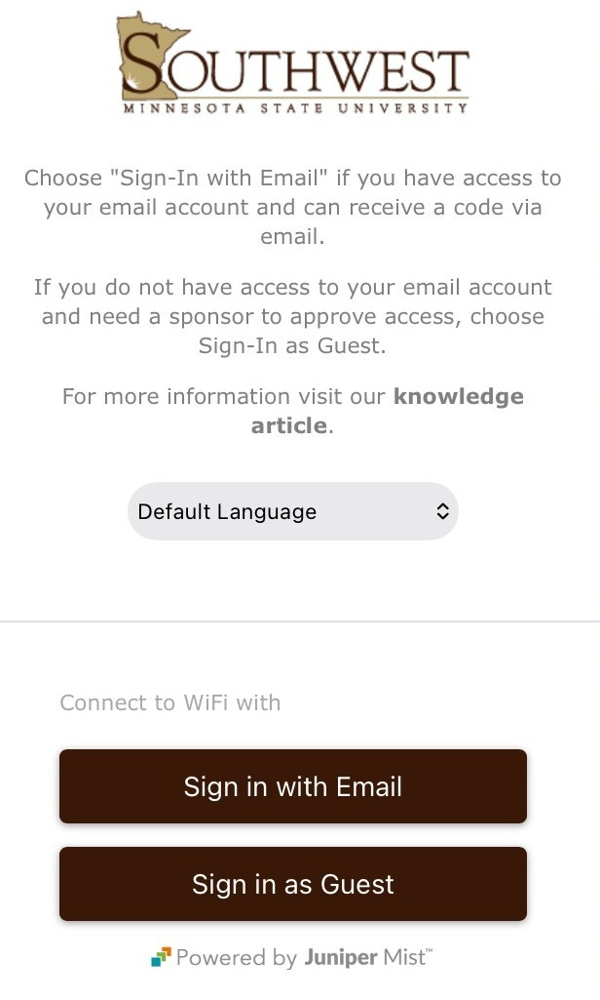 SOUTHWEST
MINNESOTA STATE UNIVERSITY
Choose "Sign-In with Email" if you have access to
your email account and can receive a code via
email.
If you do not have access to your email account
and need a sponsor to approve access, choose
Sign-In as Guest.
For more information visit our knowledge
article.
Default Language
Connect to WiFi with
Sign in with Email
Sign in as Guest
Powered by Juniper Mist™